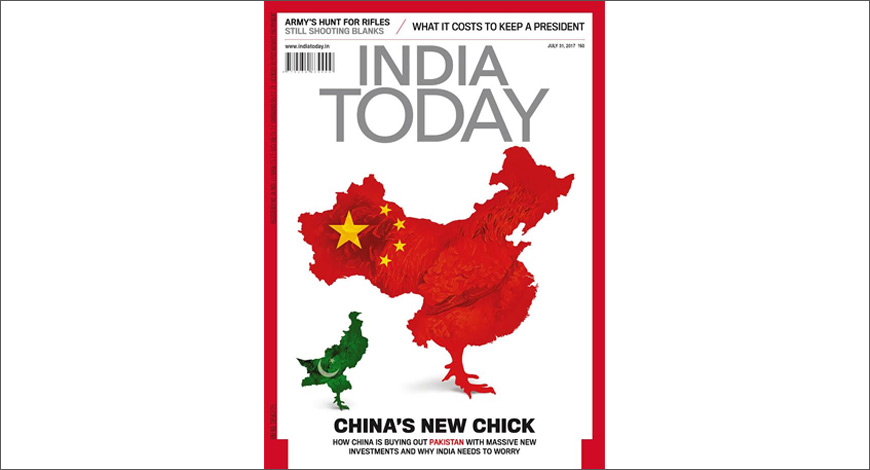 ARMY'S HUNT FOR RIFLES
STILL SHOOTING BLANKS
WHAT IT COSTS TO KEEP A PRESIDENT
www.indiatoday.in
JULY 31, 2017 ₹60
INDIA
TODAY
CHINA'S NEW CHICK
HOW CHINA IS BUYING OUT PAKISTAN WITH MASSIVE NEW
INVESTMENTS AND WHY INDIA NEEDS TO WORRY